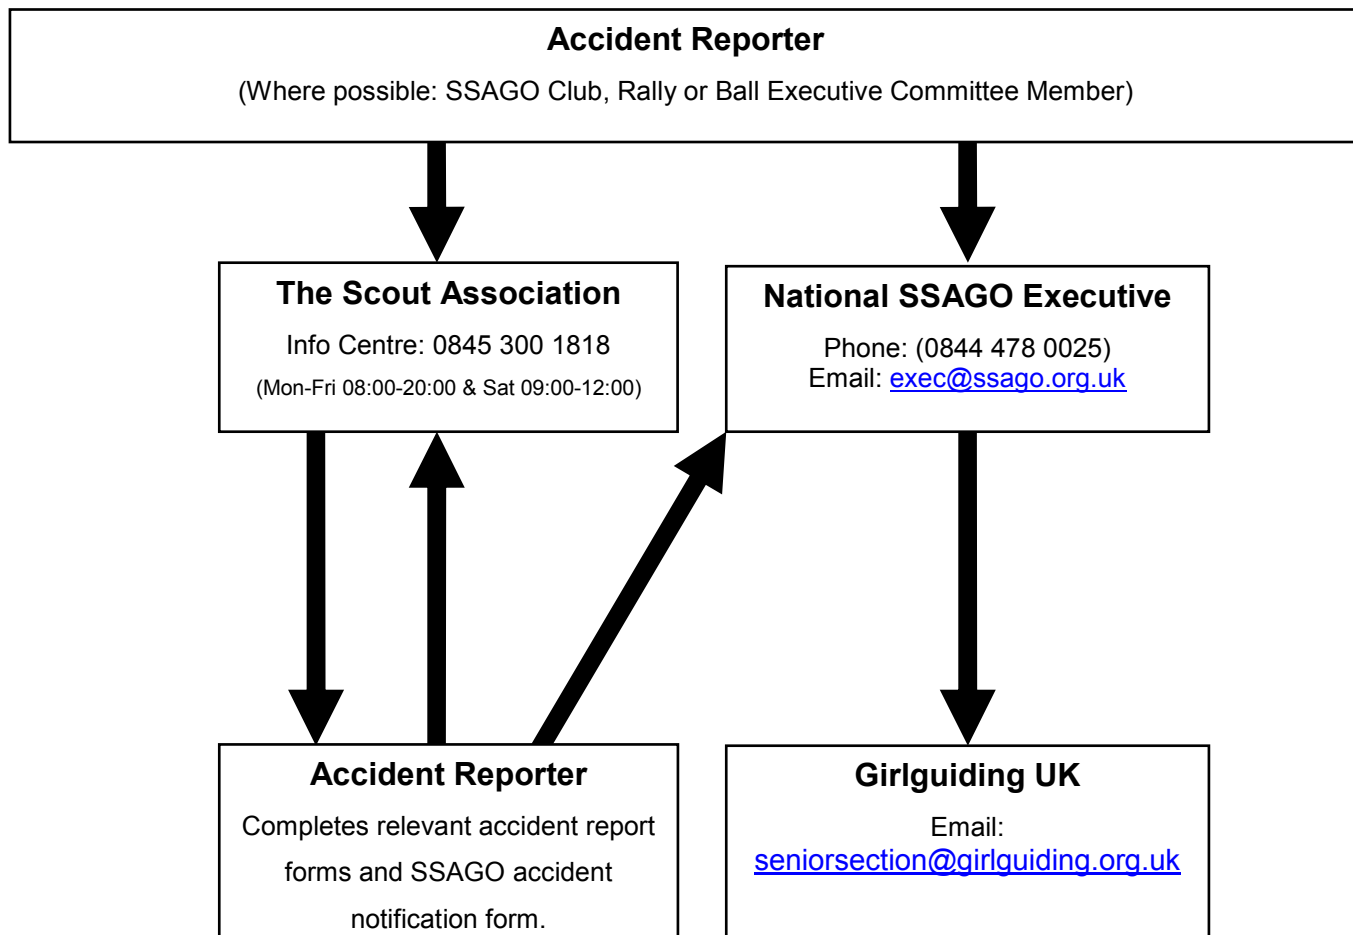 Accident Reporter
(Where possible: SSAGO Club, Rally or Ball Executive Committee Member)
The Scout Association
Info Centre: 0845 300 1818
(Mon-Fri 08:00-20:00 & Sat 09:00-12:00)
National SSAGO Executive
Phone: (0844 478 0025)
Email: exec@ssago.org.uk
Accident Reporter
Completes relevant accident report
forms and SSAGO accident
notification form.
Girlguiding UK
Email:
seniorsection@girlguiding.org.uk